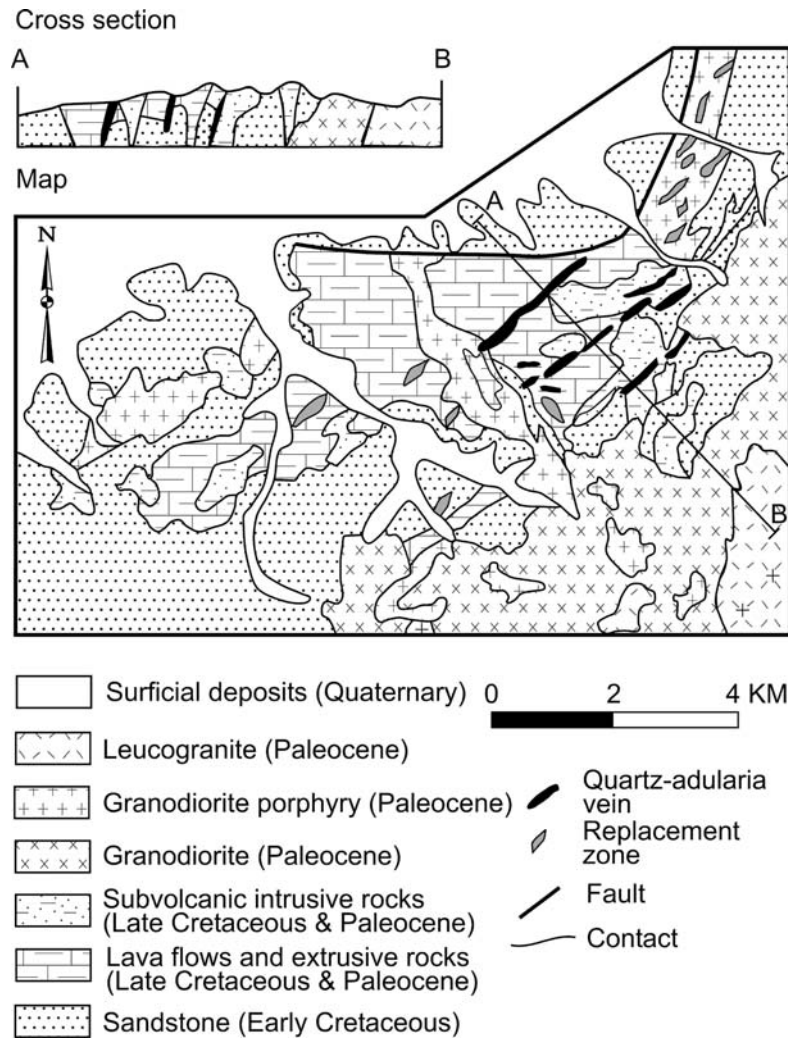 Cross section
A B
Map
N
A
B
Surficial deposits (Quaternary)
Leucogranite (Paleocene)
Granodiorite porphyry (Paleocene)
Granodiorite (Paleocene)
Subvolcanic intrusive rocks
(Late Cretaceous & Paleocene)
Lava flows and extrusive rocks
(Late Cretaceous & Paleocene)
Sandstone (Early Cretaceous)
0 2 4 KM
Quartz-adularia
vein
Replacement
zone
Fault
Contact